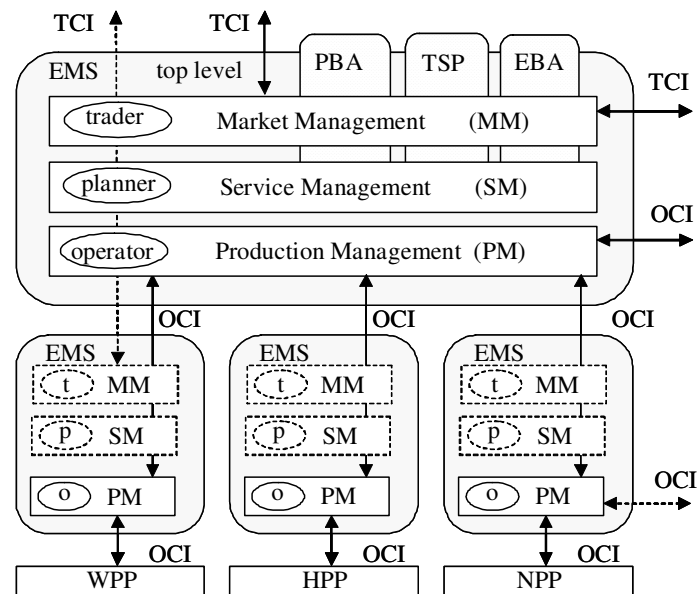 TCI TCI
EMS top level PBA TSP EBA
TCI
trader Market Management (MM)
planner Service Management (SM)
OCI
operator Production Management (PM)
OCI OCI OCI
EMS EMS EMS
t MM t MM t MM
p SM p SM p SM
OCI
o PM o PM o PM
OCI OCI OCI
WPP HPP NPP